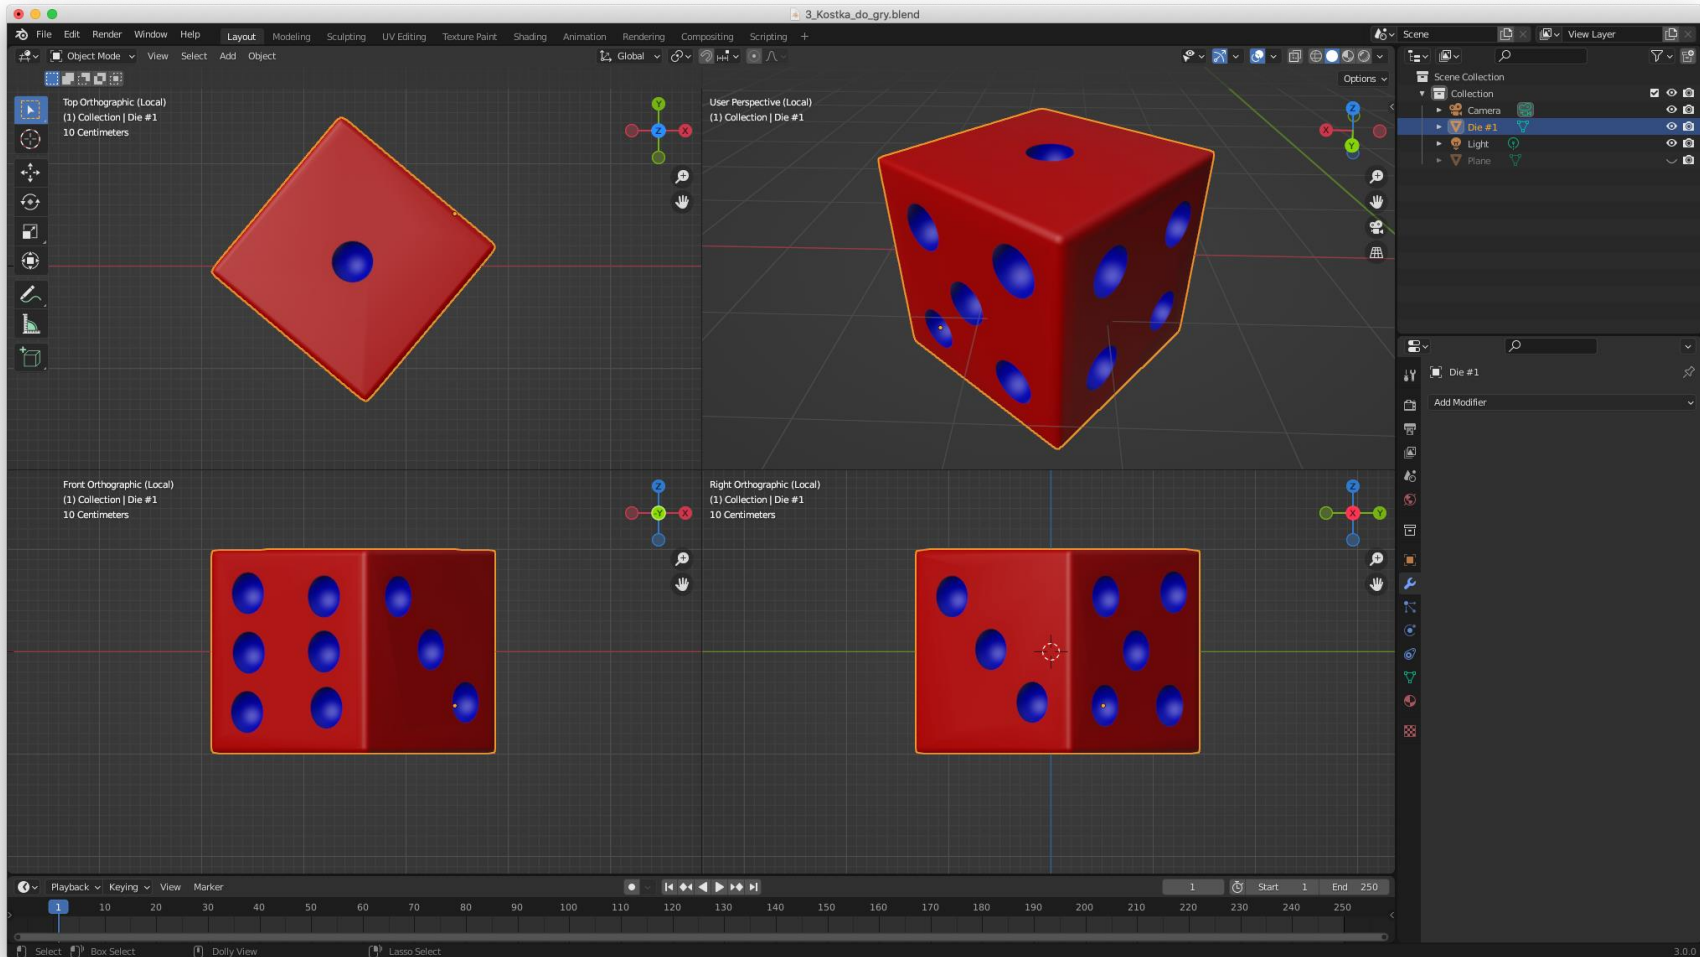 3_Kostka_do_gry.blend
File Edit Render Window Help Layout Modeling Sculpting UV Editing Texture Paint Shading Animation Rendering Compositing Scripting + Scene View Layer
Object Mode View Select Add Object Global
Options
Top Orthographic (Local)
(1) Collection | Die #1
10 Centimeters
Y
Z
X
User Perspective (Local)
(1) Collection | Die #1
Z
X
Y
Front Orthographic (Local)
(1) Collection | Die #1
10 Centimeters
Z
-Y
X
Right Orthographic (Local)
(1) Collection | Die #1
10 Centimeters
Z
X
Y
Scene Collection
Collection
Camera
Die #1
Light
Plane
Die #1
Add Modifier
Playback Keying View Marker 1 Start 1 End 250
1 10 20 30 40 50 60 70 80 90 100 110 120 130 140 150 160 170 180 190 200 210 220 230 240 250
Select Box Select Dolly View Lasso Select 3.0.0